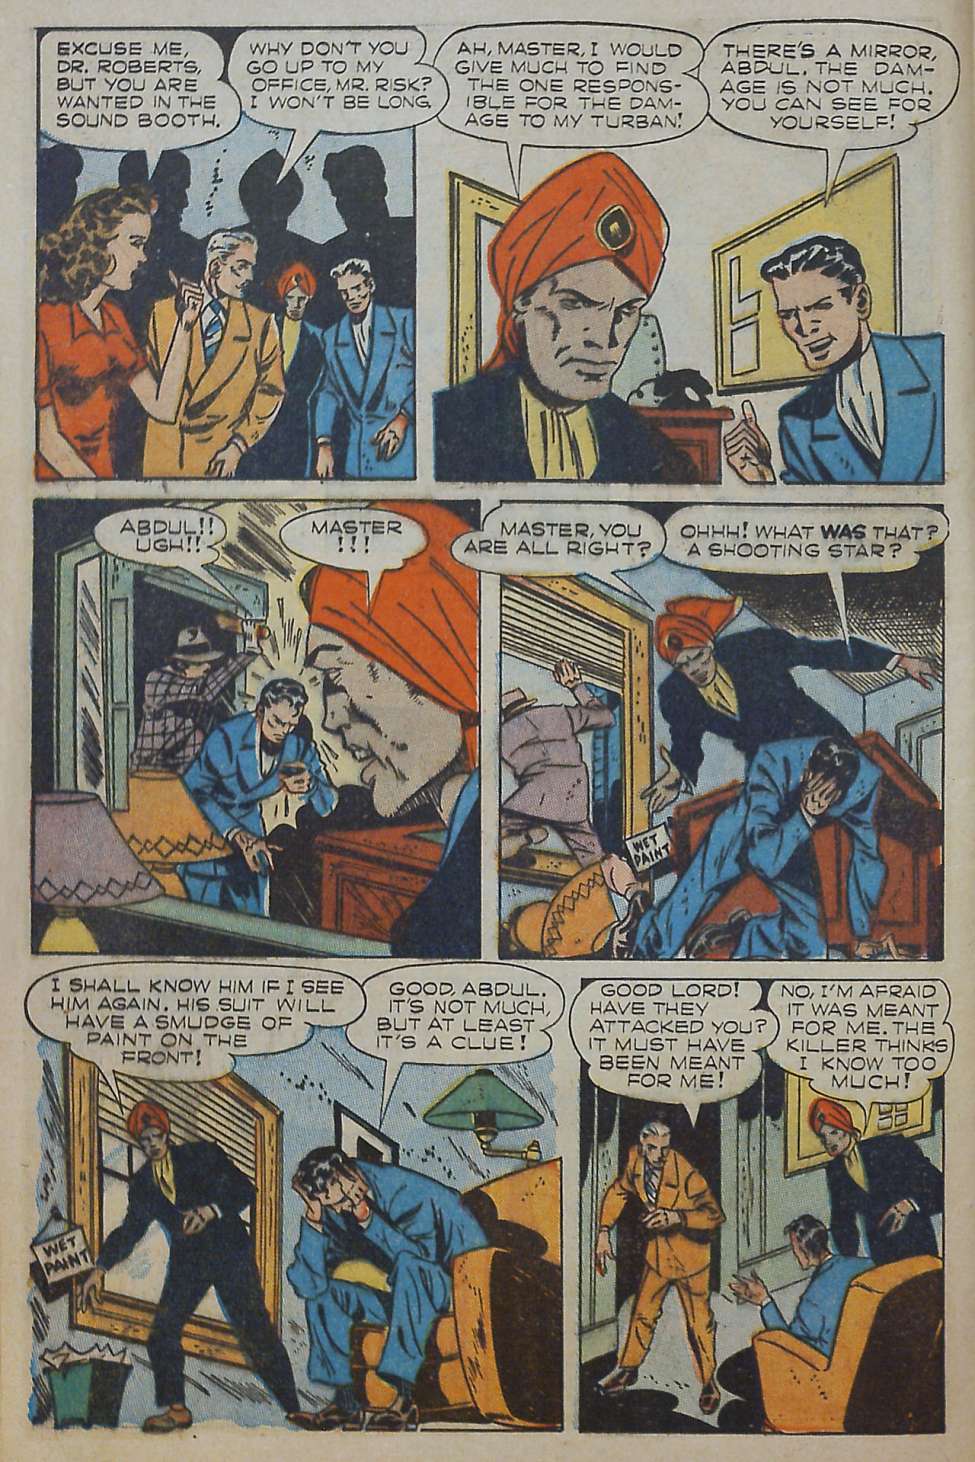 EXCUSE ME,
DR. ROBERTS,
BUT YOU ARE
WANTED IN THE
SOUND BOOTH.
WHY DON'T YOU
GO UP TO MY
OFFICE, MR. RISK?
I WON'T BE LONG.
AH, MASTER, I WOULD
GIVE MUCH TO FIND
THE ONE RESPONS-
IBLE FOR THE DAM-
AGE TO MY TURBAN!
THERE'S A MIRROR,
ABDUL. THE DAM-
AGE IS NOT MUCH.
YOU CAN SEE FOR
YOURSELF!
ABDUL!!
UGH!!
MASTER
!!!
MASTER, YOU
ARE ALL RIGHT?
OHHH! WHAT WAS THAT?
A SHOOTING STAR?
WET
PAINT
I SHALL KNOW HIM IF I SEE
HIM AGAIN. HIS SUIT WILL
HAVE A SMUDGE OF
PAINT ON THE
FRONT!
GOOD, ABDUL.
IT'S NOT MUCH,
BUT AT LEAST
IT'S A CLUE!
WET
PAINT
GOOD LORD!
HAVE THEY
ATTACKED YOU?
IT MUST HAVE
BEEN MEANT
FOR ME!
NO, I'M AFRAID
IT WAS MEANT
FOR ME. THE
KILLER THINKS
I KNOW TOO
MUCH!